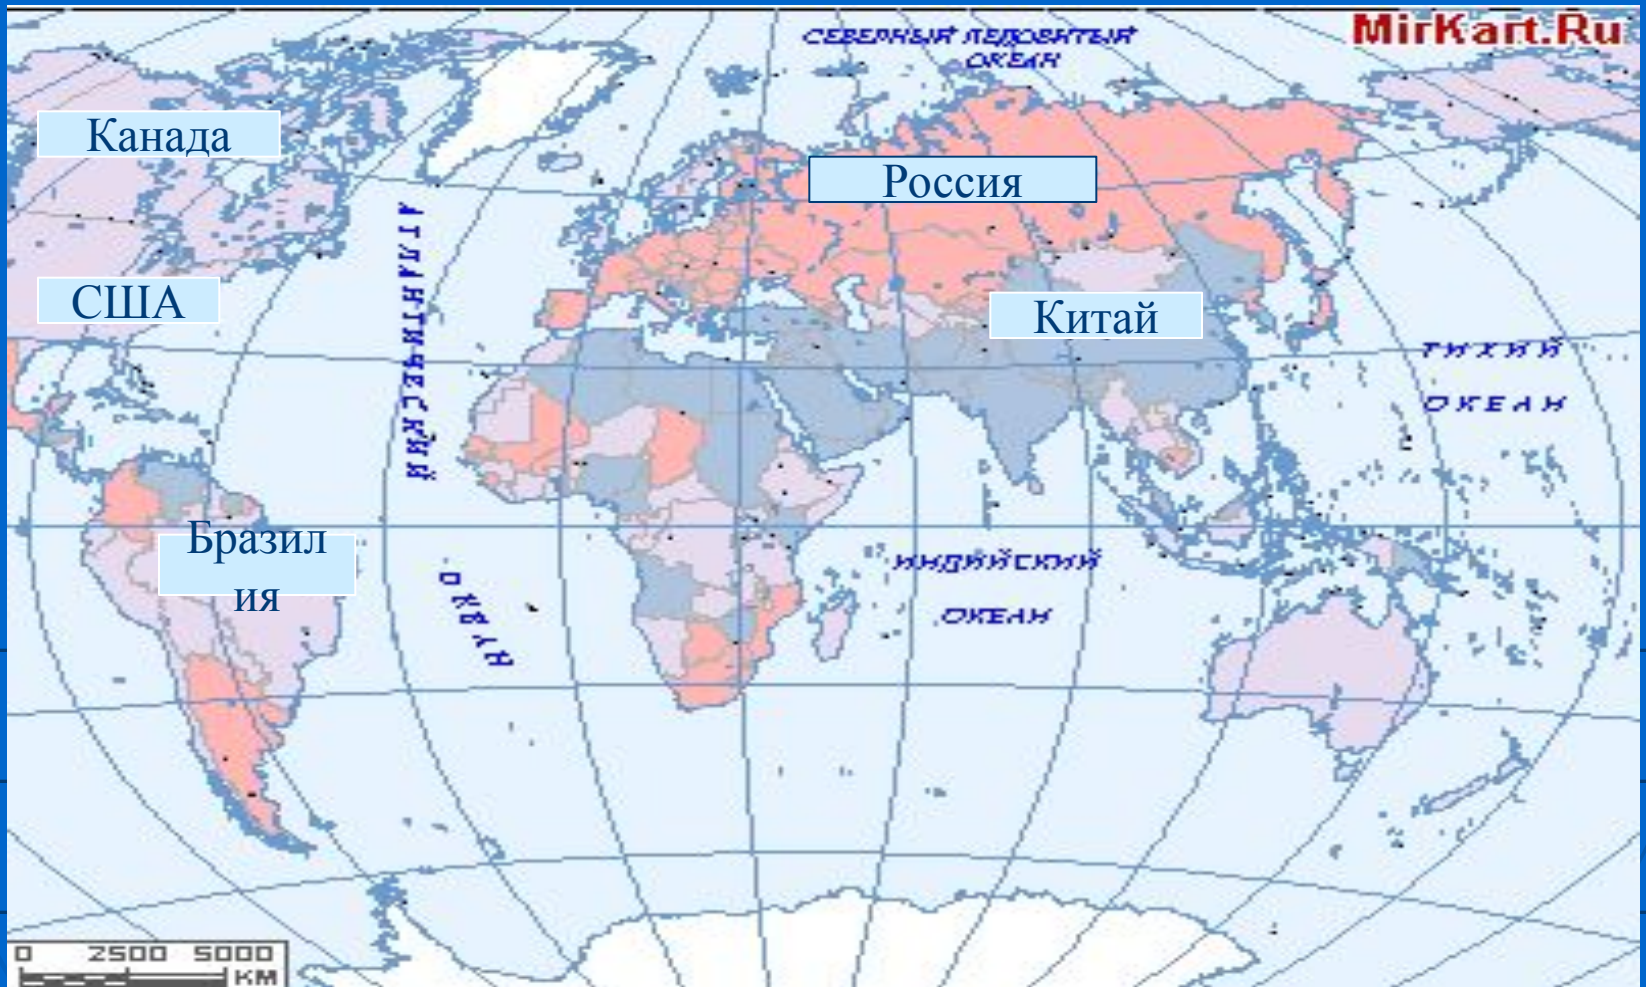 СЕВЕРНЫЙ ЛЕДОВИТЫЙ
ОКЕАН
MirKart.Ru
Канада
Россия
США
Китай
АТЛАНТИЧЕСКИЙ
ТИХИЙ
ОКЕАН
Бразил
ия
ИНДИЙСКИЙ
ОКЕАН
ОКЕАН
0 2500 5000
КМ